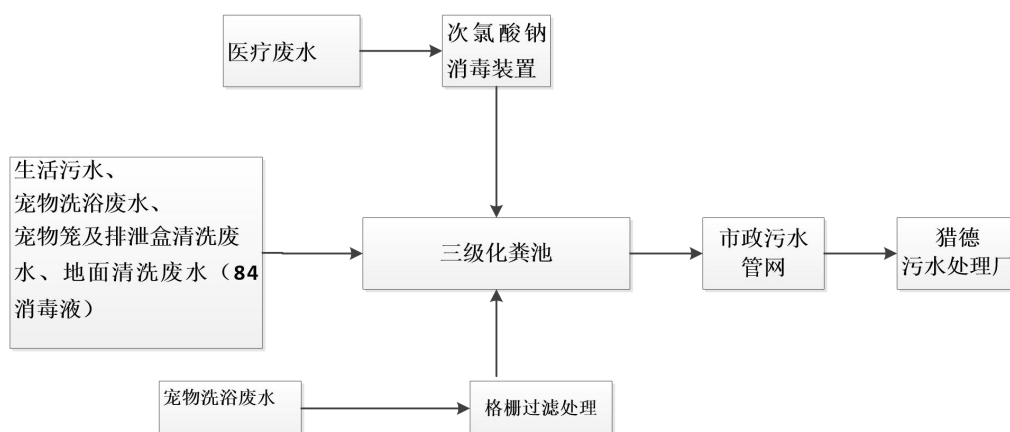 医疗废水
次氯酸钠
消毒装置
生活污水、
宠物洗浴废水、
宠物笼及排泄盒清洗废
水、地面清洗废水（84
消毒液）
三级化粪池
市政污水
管网
猎德
污水处理厂
宠物洗浴废水
格栅过滤处理